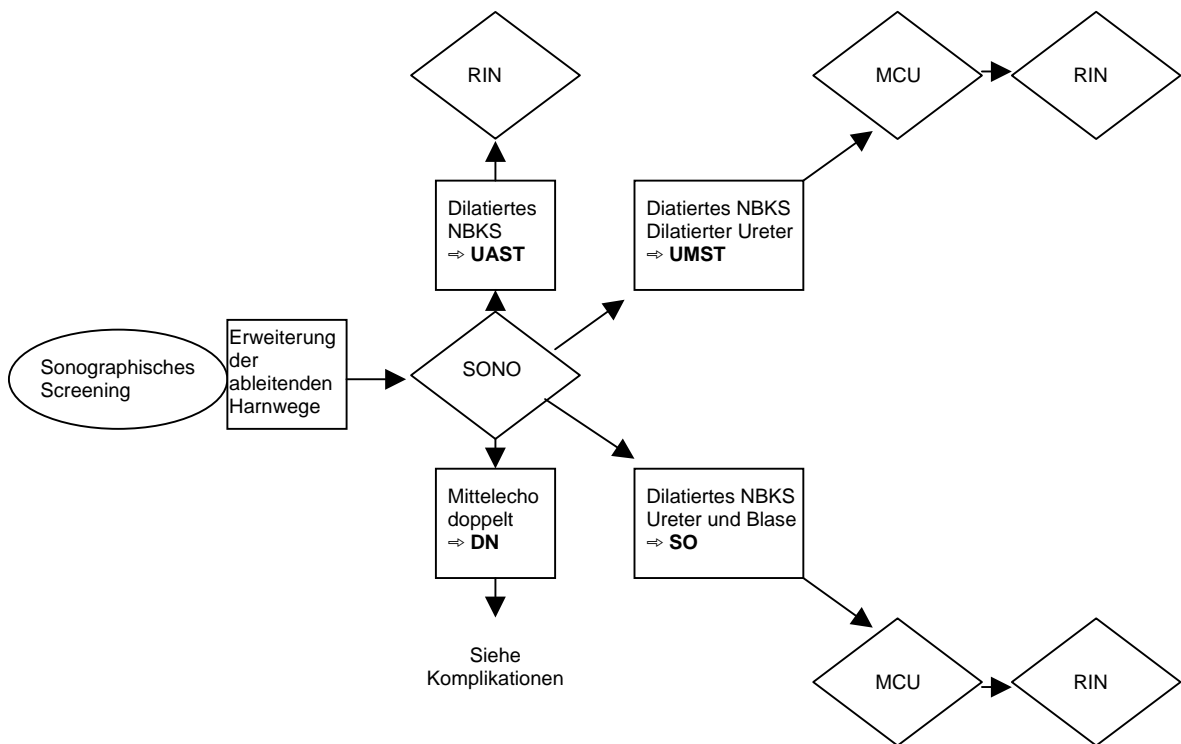 RIN
MCU
RIN
Dilatiertes
NBKS
⇨ UAST
Diatiertes NBKS
Dilatierter Ureter
⇨ UMST
Sonographisches
Screening
Erweiterung
der
ableitenden
Harnwege
SONO
Mittelecho
doppelt
⇨ DN
Dilatiertes NBKS
Ureter und Blase
⇨ SO
Siehe
Komplikationen
MCU
RIN